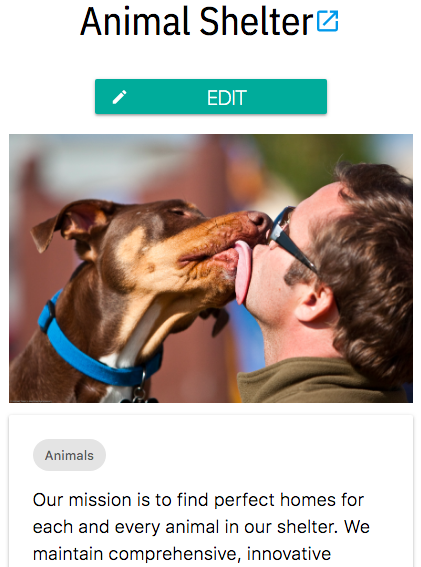 Animal Shelter
EDIT
Animals
Our mission is to find perfect homes for
each and every animal in our shelter. We
maintain comprehensive, innovative